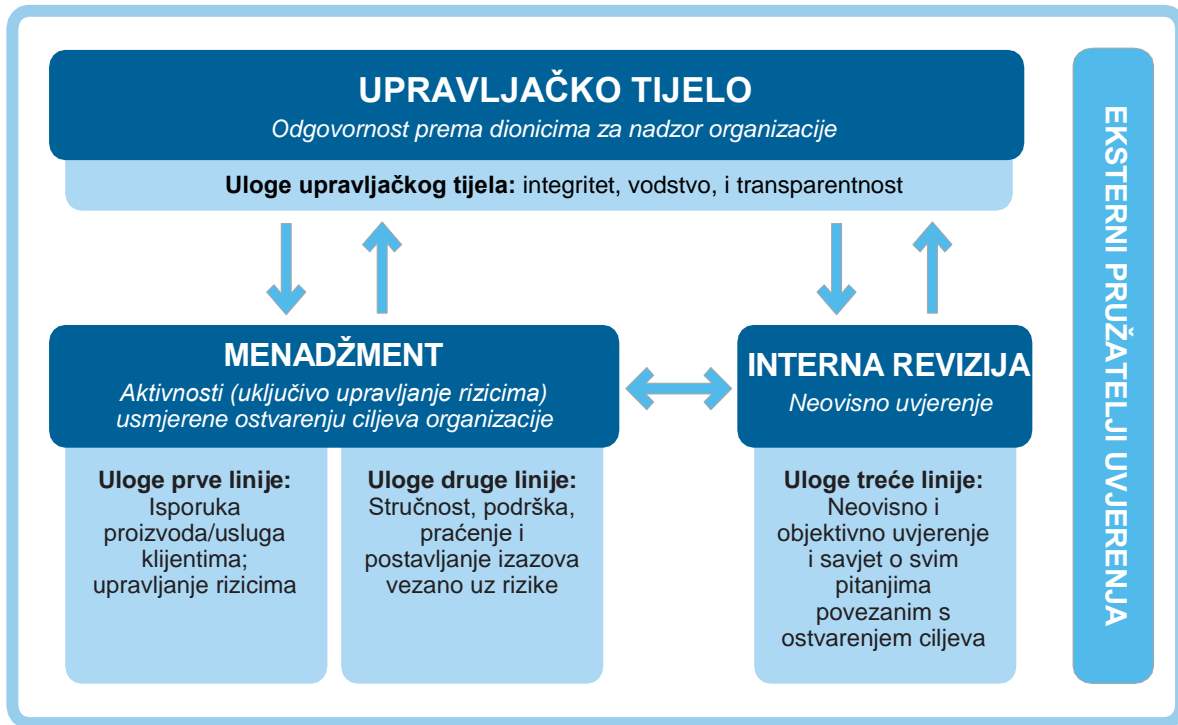 UPRAVLJAČKO TIJELO
Odgovornost prema dionicima za nadzor organizacije
Uloge upravljačkog tijela: integritet, vodstvo, i transparentnost
MENADŽMENT
Aktivnosti (uključivo upravljanje rizicima)
usmjerene ostvarenju ciljeva organizacije
Uloge prve linije:
Isporuka
proizvoda/usluga
klijentima;
upravljanje rizicima
Uloge druge linije:
Stručnost, podrška,
praćenje i
postavljanje izazova
vezano uz rizike
INTERNA REVIZIJA
Neovisno uvjerenje
Uloge treće linije:
Neovisno i
objektivno uvjerenje
i savjet o svim
pitanjima
povezanim s
ostvarenjem ciljeva
EKSTERNI PRUŽATELJI UVJERENJA